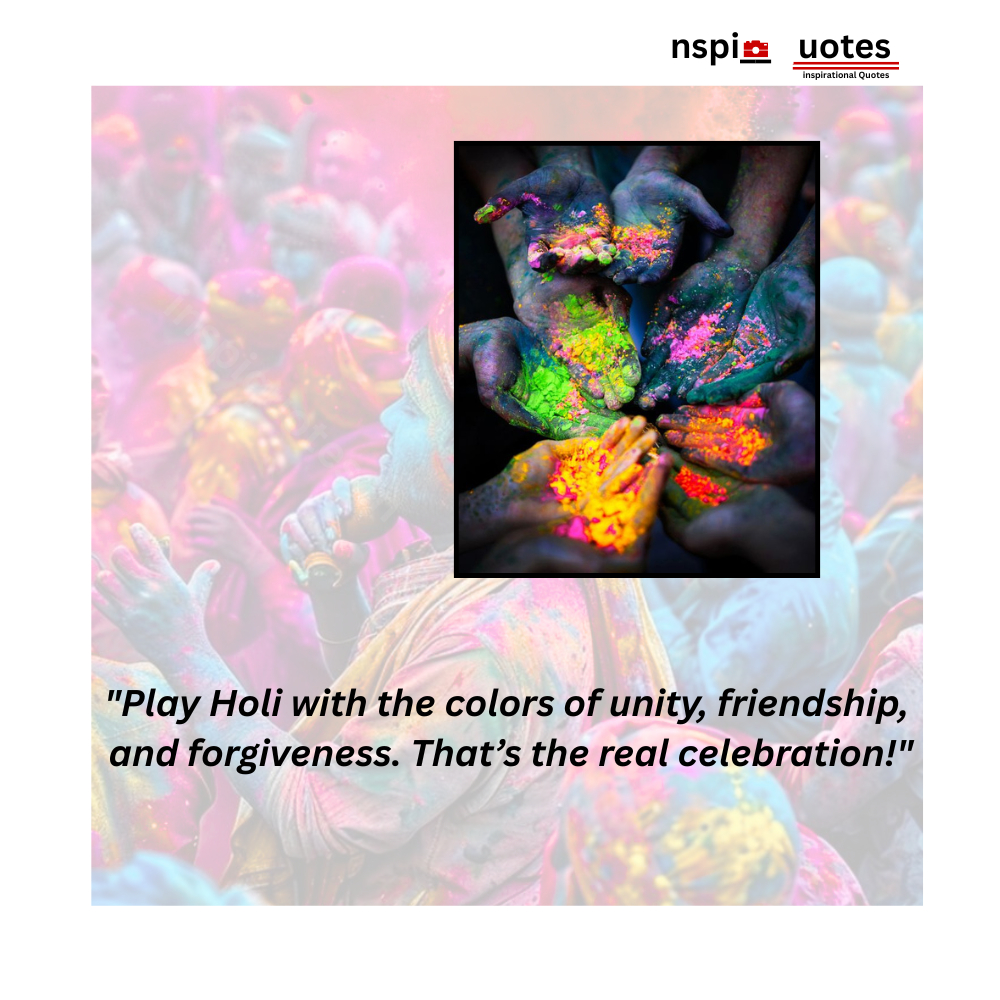 nspi uotes
inspirational Quotes
"Play Holi with the colors of unity, friendship,
and forgiveness. That’s the real celebration!"